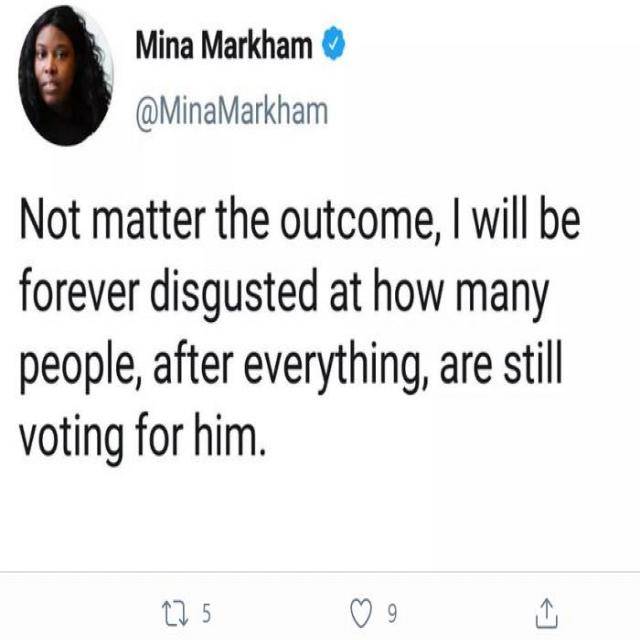 Mina Markham
@MinaMarkham
Not matter the outcome, I will be
forever disgusted at how many
people, after everything, are still
voting for him.
5 9